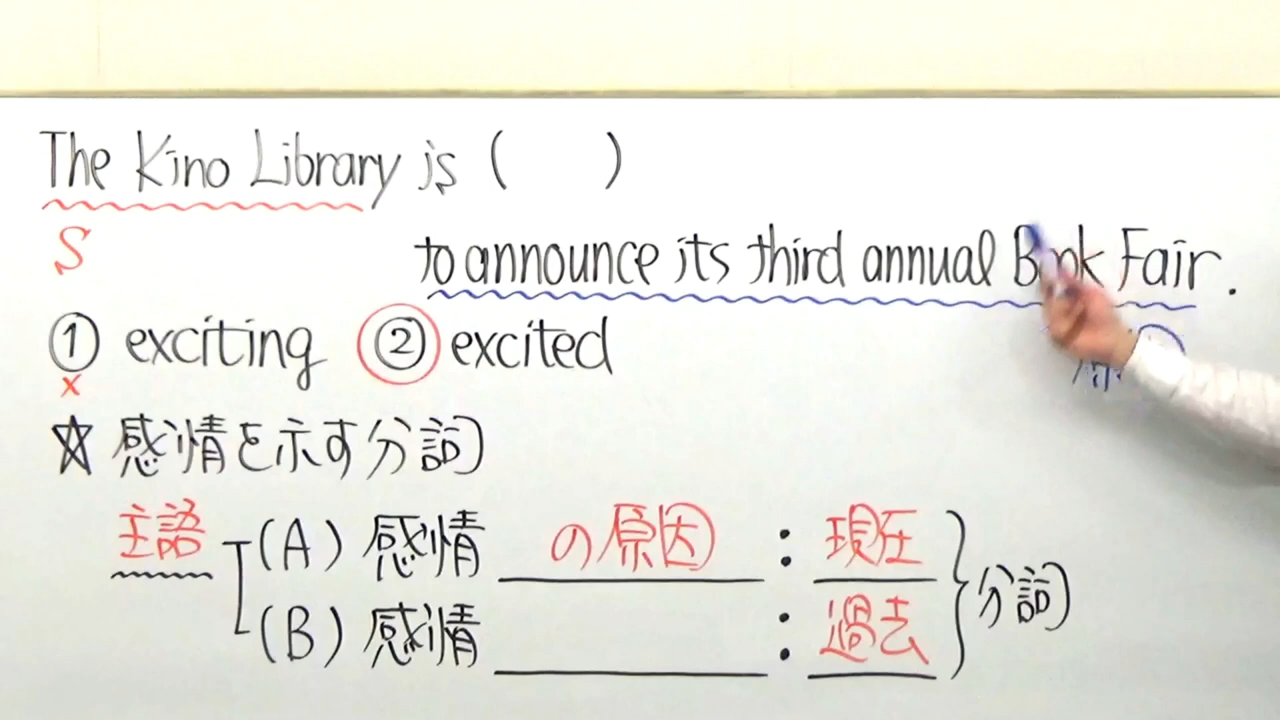 The Kino Library is (      )
S
to announce its third annual Book Fair.
① exciting ② excited
×
☆ 感情を示す分詞
主語 (A) 感情 の原因 : 現在
(B) 感情 : 過去
分詞